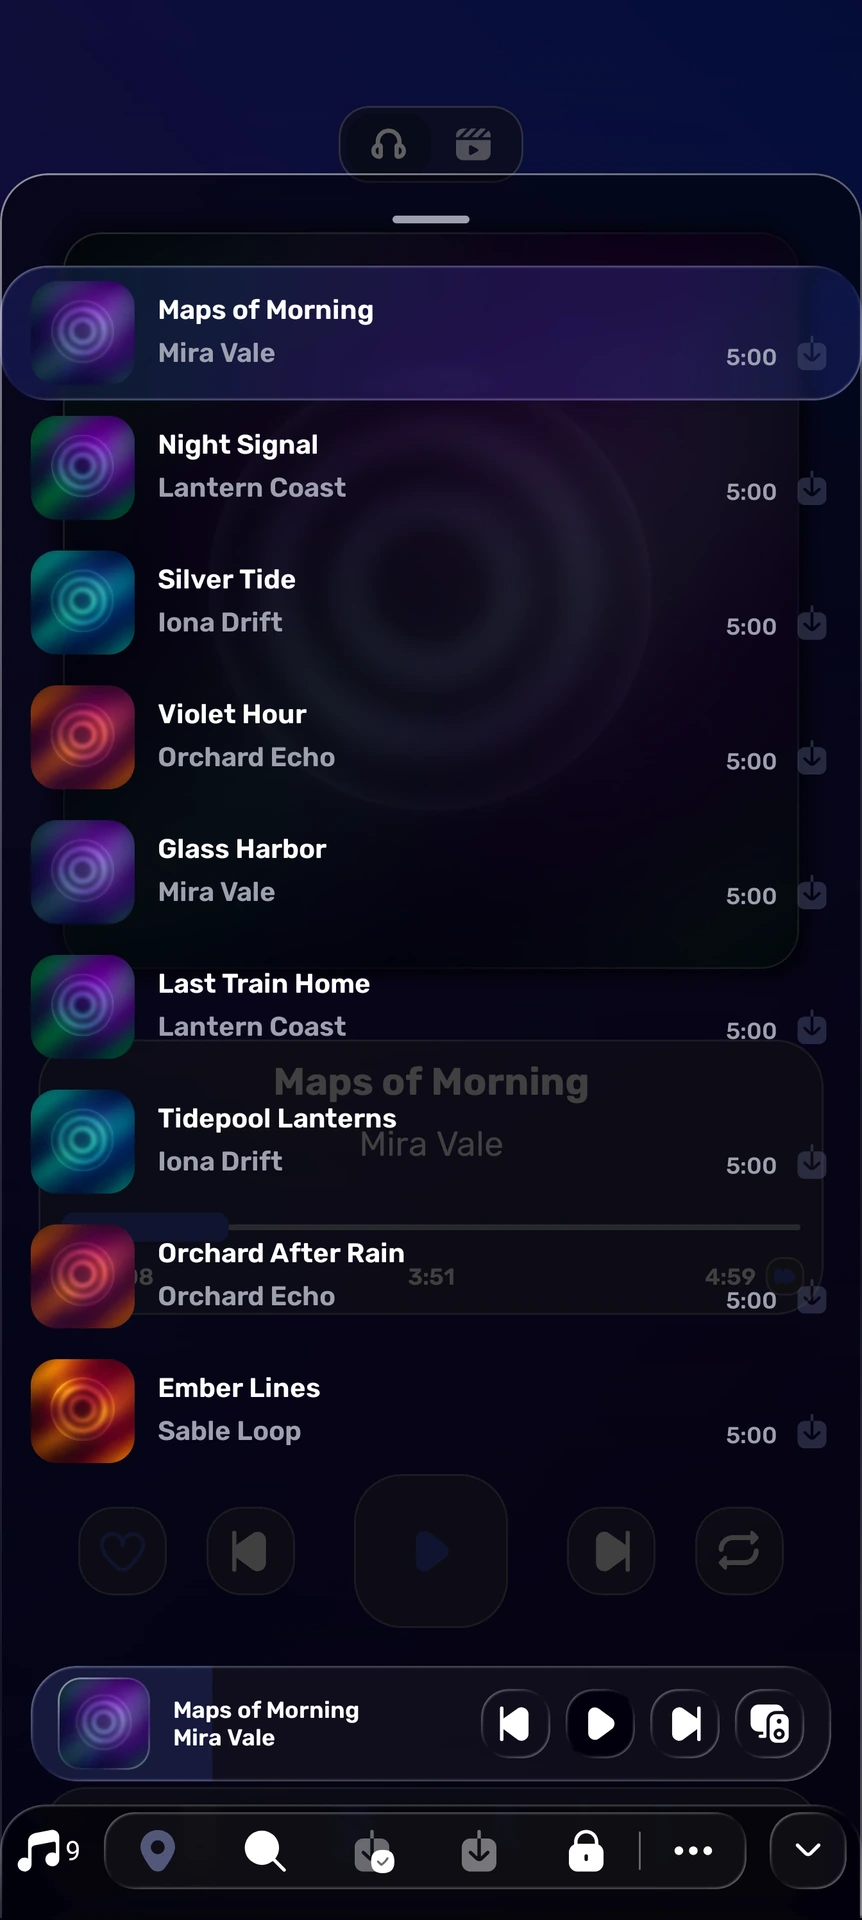 Maps of Morning
Mira Vale
5:00
Night Signal
Lantern Coast
5:00
Silver Tide
Iona Drift
5:00
Violet Hour
Orchard Echo
5:00
Glass Harbor
Mira Vale
5:00
Last Train Home
Lantern Coast
5:00
Maps of Morning
Tidepool Lanterns
Mira Vale
Iona Drift
5:00
Orchard After Rain
3:51
4:59
Orchard Echo
5:00
Ember Lines
Sable Loop
5:00
Maps of Morning
Mira Vale
9